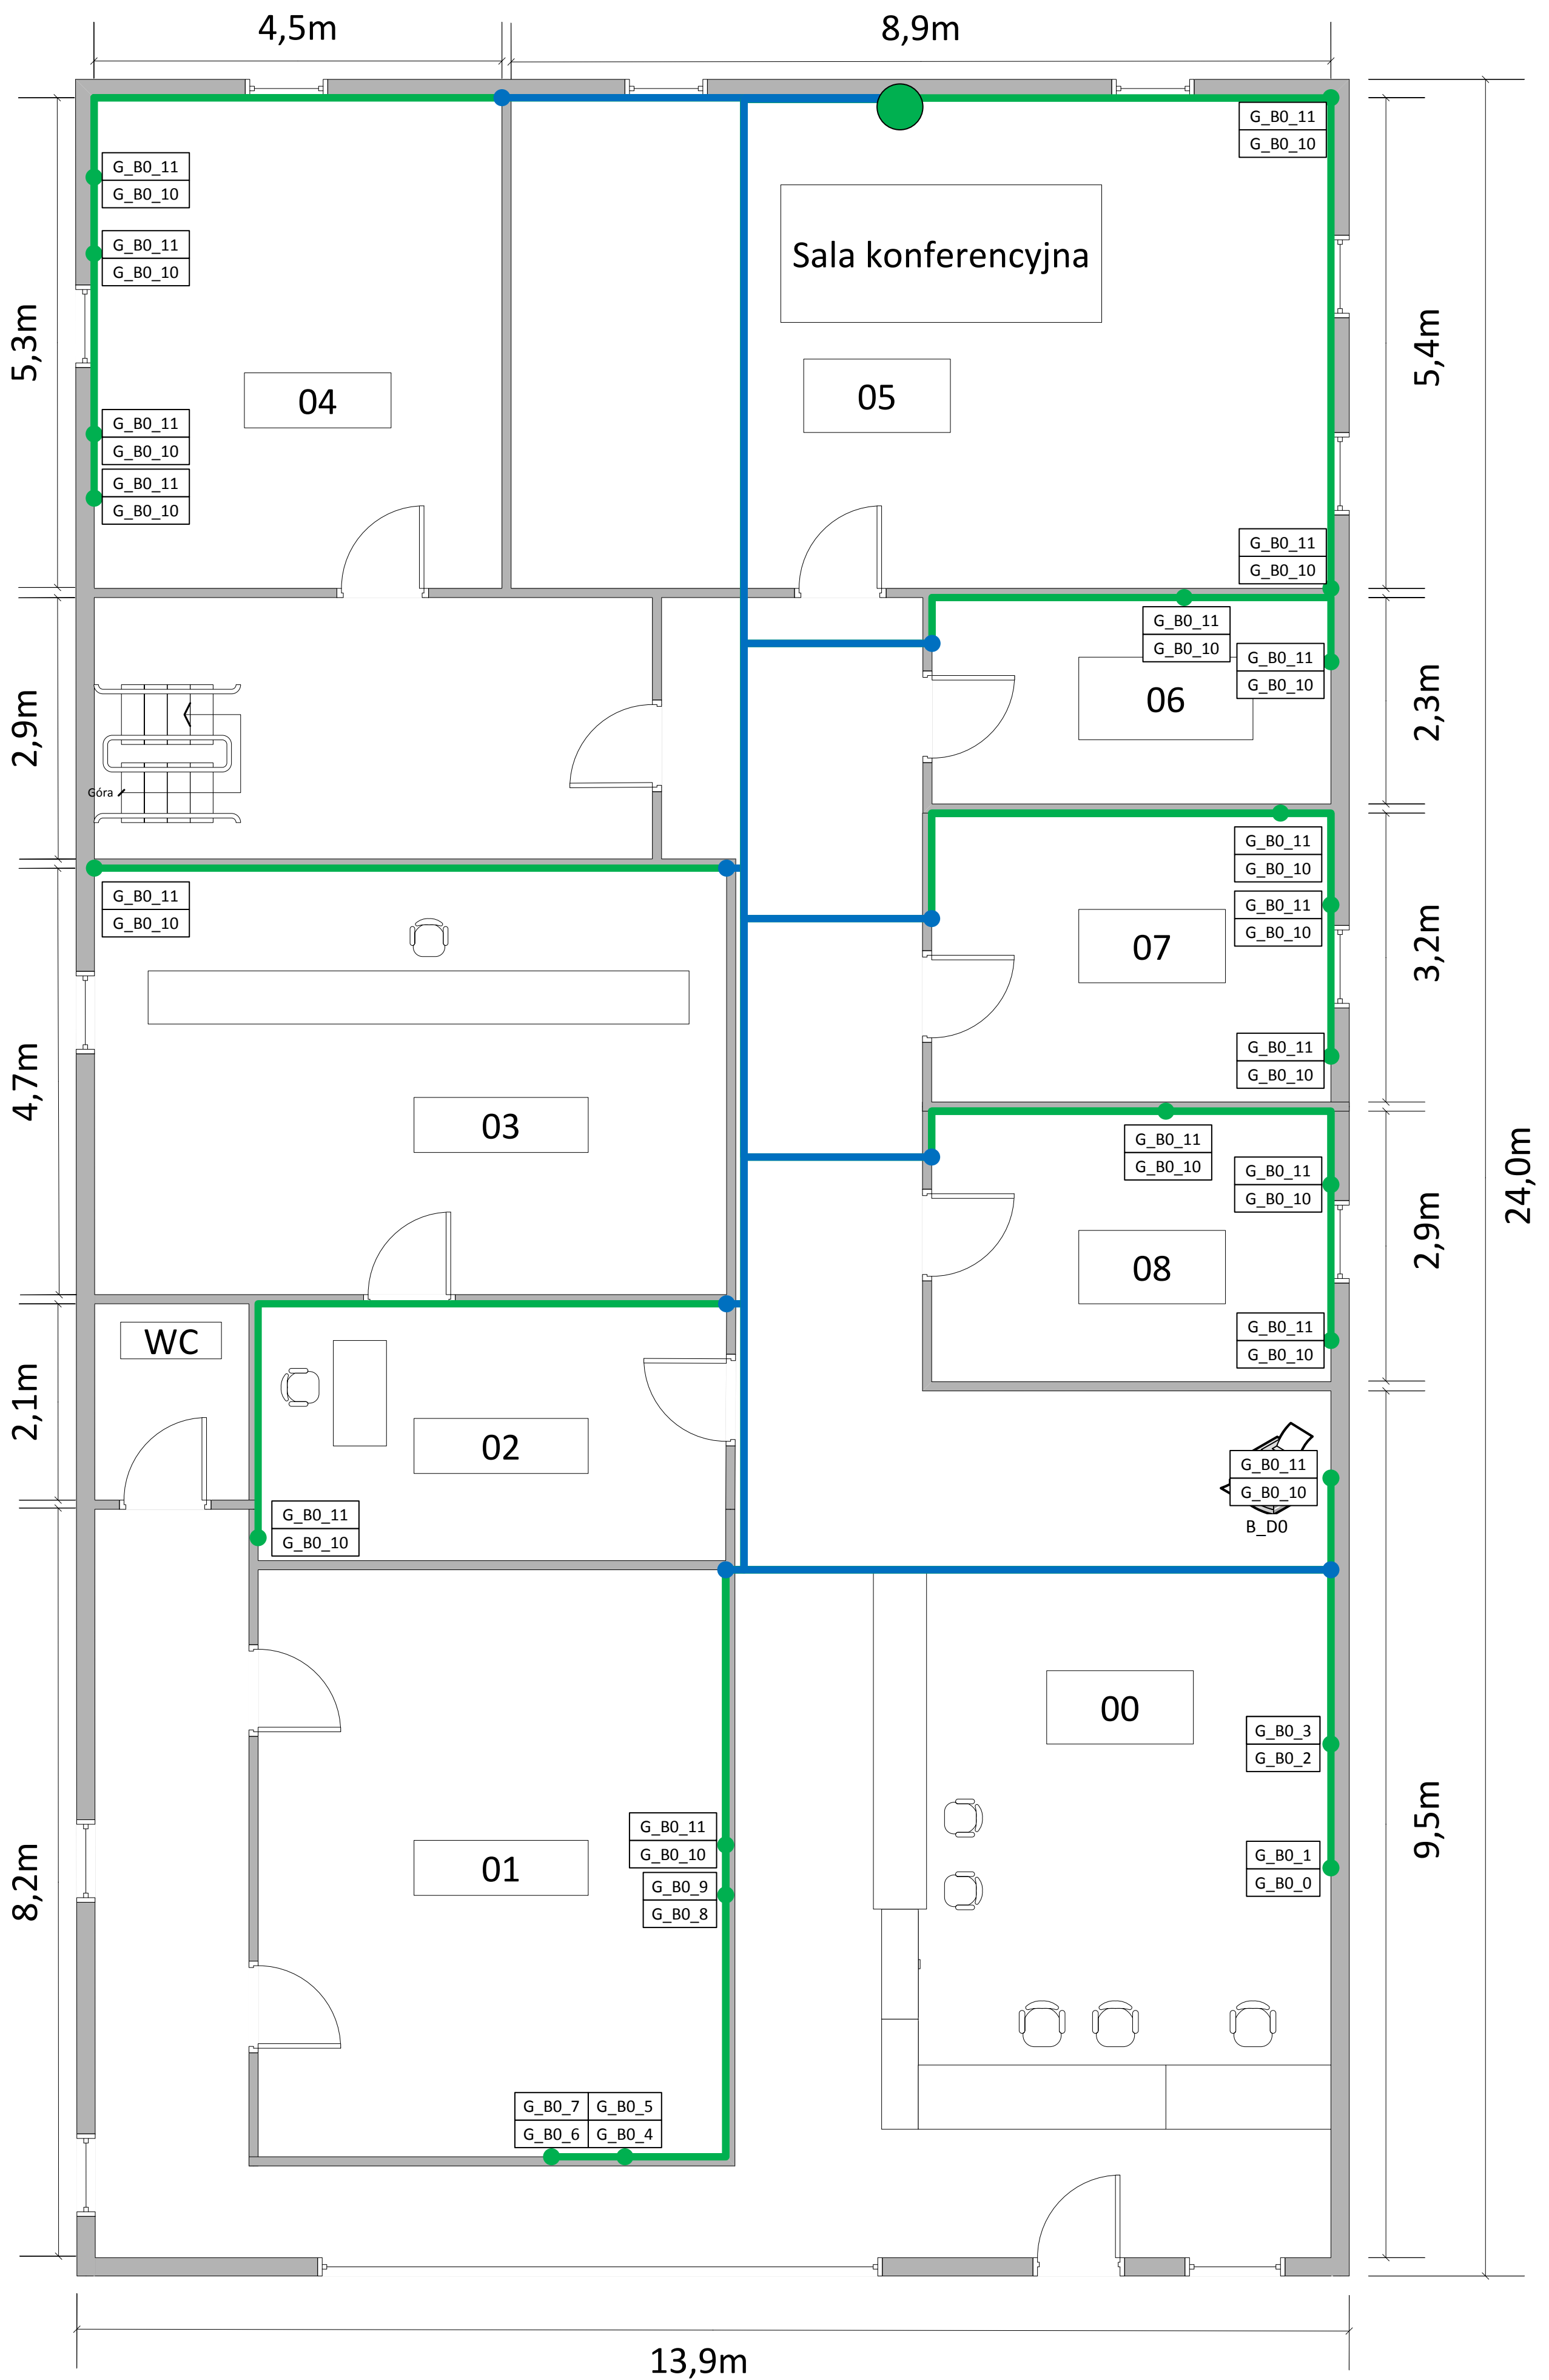 4,5m
8,9m
G_B0_11
G_B0_10
G_B0_11
G_B0_10
G_B0_11
G_B0_10
Sala konferencyjna
5,3m
5,4m
04
05
G_B0_11
G_B0_10
G_B0_11
G_B0_10
G_B0_11
G_B0_10
G_B0_11
G_B0_10
G_B0_11
G_B0_10
06
2,9m
2,3m
Góra
G_B0_11
G_B0_10
G_B0_11
G_B0_10
G_B0_11
G_B0_10
07
3,2m
G_B0_11
G_B0_10
4,7m
03
G_B0_11
G_B0_10
G_B0_11
G_B0_10
24,0m
2,9m
08
G_B0_11
G_B0_10
WC
2,1m
02
G_B0_11
G_B0_10
B_D0
G_B0_11
G_B0_10
00
G_B0_3
G_B0_2
G_B0_11
G_B0_10
G_B0_9
G_B0_8
01
G_B0_1
G_B0_0
8,2m
9,5m
G_B0_7 G_B0_5
G_B0_6 G_B0_4
13,9m